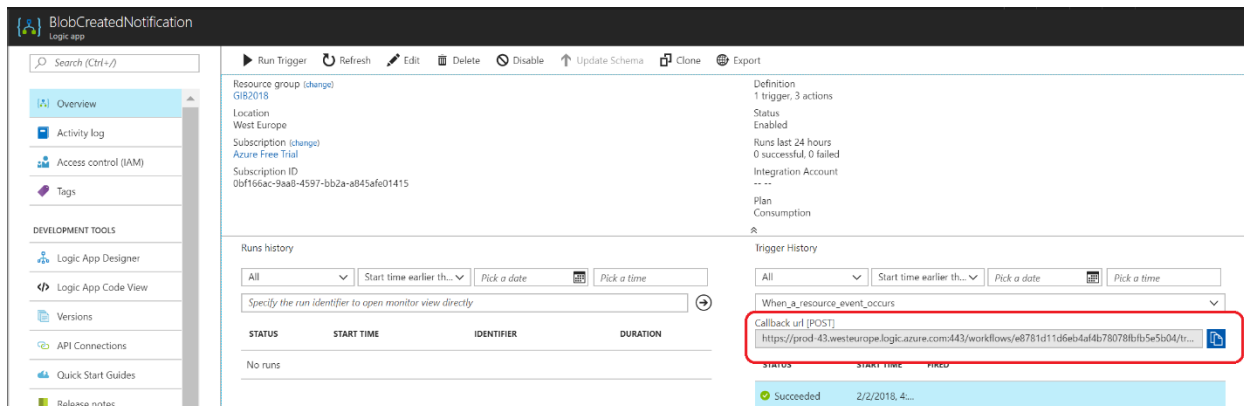 BlobCreatedNotification
Logic app
Search (Ctrl+/)
Overview
Activity log
Access control (IAM)
Tags
DEVELOPMENT TOOLS
Logic App Designer
Logic App Code View
Versions
API Connections
Quick Start Guides
Release notes
Run Trigger Refresh Edit Delete Disable Update Schema Clone Export
Resource group (change)
GIB2018
Location
West Europe
Subscription (change)
Azure Free Trial
Subscription ID
0bf166ac-9aa8-4597-bb2a-a845afe01415
Definition
1 trigger, 3 actions
Status
Enabled
Runs last 24 hours
0 successful, 0 failed
Integration Account
-- --
Plan
Consumption
Runs history
All Start time earlier th... Pick a date Pick a time
Specify the run identifier to open monitor view directly
STATUS START TIME IDENTIFIER DURATION
No runs
Trigger History
All Start time earlier th... Pick a date Pick a time
When_a_resource_event_occurs
Callback url [POST]
https://prod-43.westeurope.logic.azure.com:443/workflows/e8781d11d6eb4af4b78078fbfb5e5b04/tr...
STATUS START TIME FIRED
Succeeded 2/2/2018, 4:...